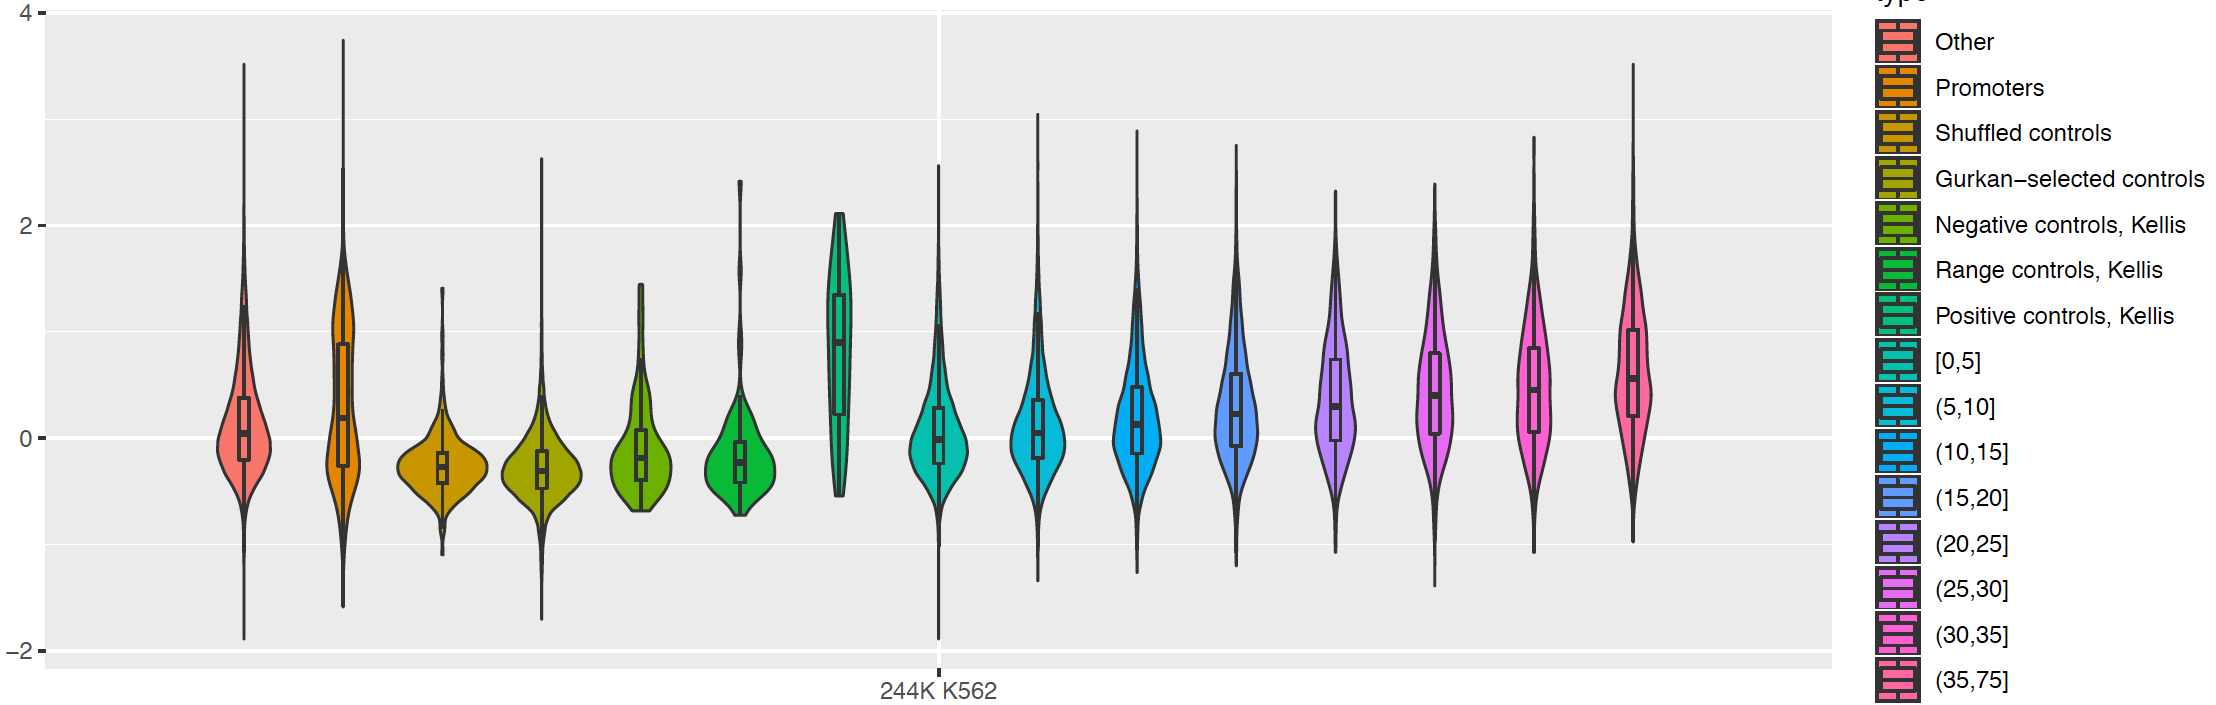 4
2
0
−2
244K K562
Other
Promoters
Shuffled controls
Gurkan−selected controls
Negative controls, Kellis
Range controls, Kellis
Positive controls, Kellis
[0,5]
(5,10]
(10,15]
(15,20]
(20,25]
(25,30]
(30,35]
(35,75]